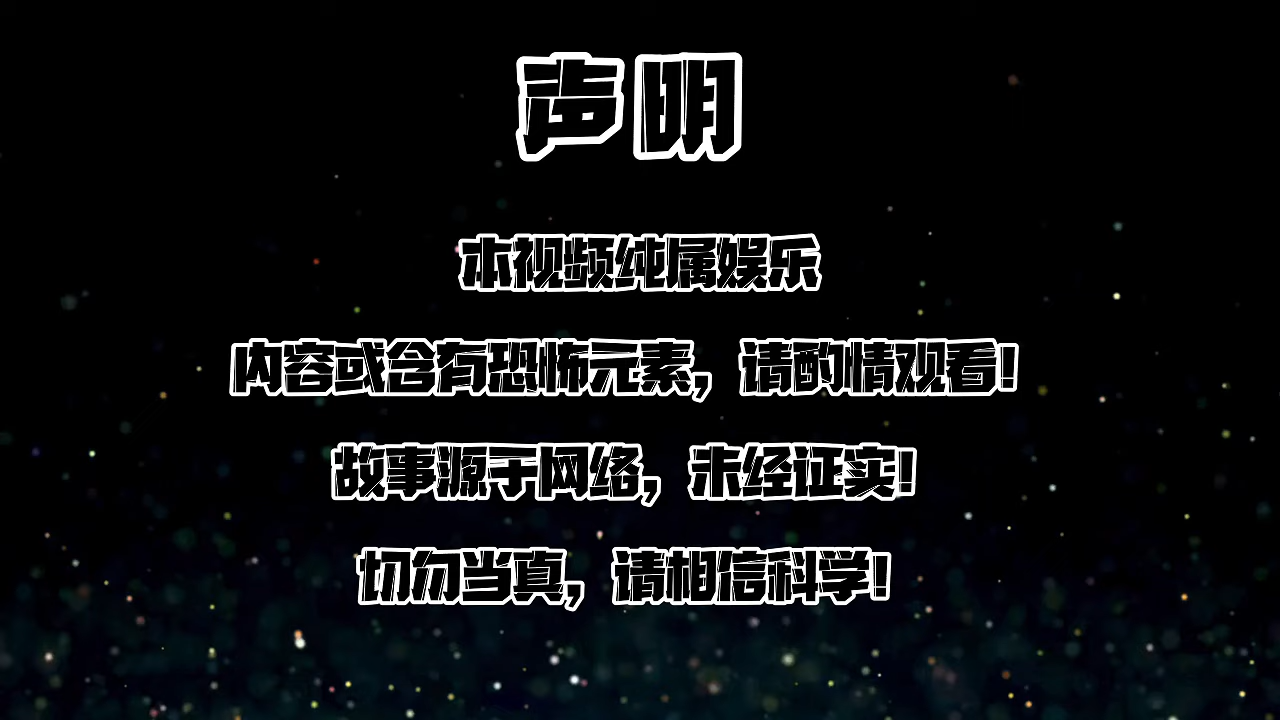 声明
本视频纯属娱乐
内容或含有恐怖元素，请酌情观看！
故事源于网络，未经证实！
切勿当真，请相信科学！